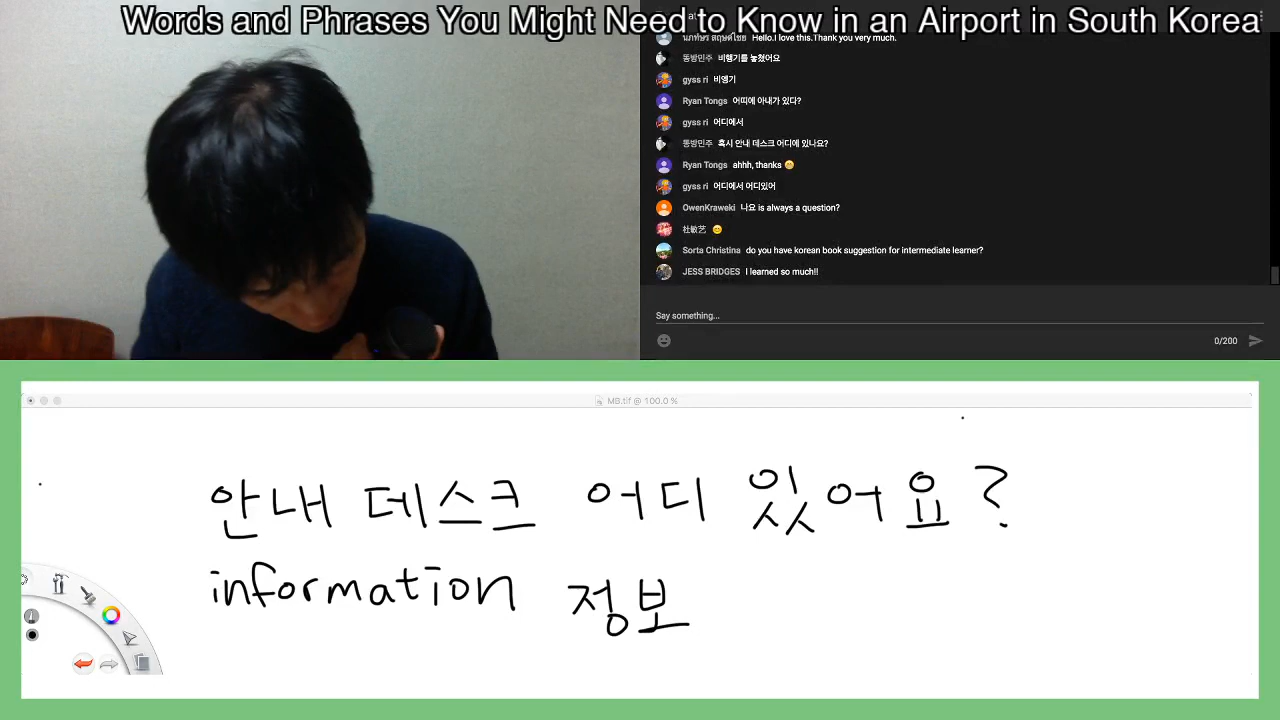 Words and Phrases You Might Need to Know in an Airport in South Korea
Hello.I love this.Thank you very much.
똥방민주 비행기를 놓쳤어요
gyss ri 비엥기
Ryan Tongs 어띠에 아내가 있다?
gyss ri 어디에서
똥방민주 혹시 안내 데스크 어디에 있나요?
Ryan Tongs ahhh, thanks 😊
gyss ri 어디에서 어디있어
OwenKraweki 나요 is always a question?
杜敏艺 😊
Sorta Christina do you have korean book suggestion for intermediate learner?
JESS BRIDGES I learned so much!!
Say something...
0/200
MB.tif @ 100.0 %
안내 데스크 어디 있어요?
information 정보